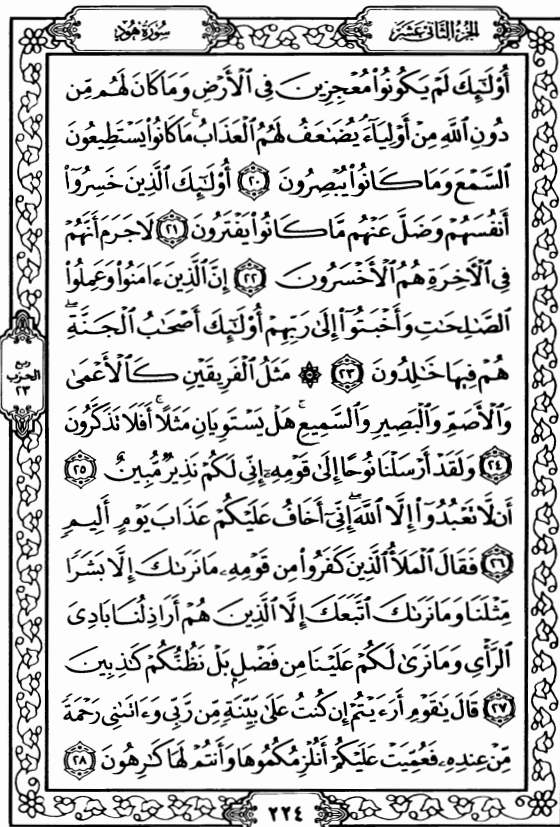 الجزء الثاني عشر
سورة هود
أُوْلَٰٓئِكَ لَمْ يَكُونُوا۟ مُعْجِزِينَ فِى ٱلْأَرْضِ وَمَا كَانَ لَهُم مِّن
دُونِ ٱللَّهِ مِنْ أَوْلِيَآءَۘ يُضَٰعَفُ لَهُمُ ٱلْعَذَابُۚ مَا كَانُوا۟ يَسْتَطِيعُونَ
ٱلسَّمْعَ وَمَا كَانُوا۟ يُبْصِرُونَ ٢٠ أُوْلَٰٓئِكَ ٱلَّذِينَ خَسِرُوٓا۟
أَنفُسَهُمْ وَضَلَّ عَنْهُم مَّا كَانُوا۟ يَفْتَرُونَ ٢١ لَا جَرَمَ أَنَّهُمْ
فِى ٱلْأَخِرَةِ هُمُ ٱلْأَخْسَرُونَ ٢٢ إِنَّ ٱلَّذِينَ ءَامَنُوا۟ وَعَمِلُوا۟
ٱلصَّٰلِحَٰتِ وَأَخْبَتُوٓا۟ إِلَىٰ رَبِّهِمْ أُوْلَٰٓئِكَ أَصْحَٰبُ ٱلْجَنَّةِۖ
هُمْ فِيهَا خَٰلِدُونَ ٢٣ ۞ مَثَلُ ٱلْفَرِيقَيْنِ كَٱلْأَعْمَىٰ
وَٱلْأَصَمِّ وَٱلْبَصِيرِ وَٱلسَّمِيعِۚ هَلْ يَسْتَوِيَانِ مَثَلًاۚ أَفَلَا تَذَكَّرُونَ
٢٤ وَلَقَدْ أَرْسَلْنَا نُوحًا إِلَىٰ قَوْمِهِۦٓ إِنِّى لَكُمْ نَذِيرٌ مُّبِينٌ ٢٥
أَن لَّا تَعْبُدُوٓا۟ إِلَّا ٱللَّهَۖ إِنِّىٓ أَخَافُ عَلَيْكُمْ عَذَابَ يَوْمٍ أَلِيمٍ
٢٦ فَقَالَ ٱلْمَلَأُ ٱلَّذِينَ كَفَرُوا۟ مِن قَوْمِهِۦ مَا نَرَىٰكَ إِلَّا بَشَرًا
مِّثْلَنَا وَمَا نَرَىٰكَ ٱتَّبَعَكَ إِلَّا ٱلَّذِينَ هُمْ أَرَاذِلُنَا بَادِىَ
ٱلرَّأْىِ وَمَا نَرَىٰ لَكُمْ عَلَيْنَا مِن فَضْلٍۭ بَلْ نَظُنُّكُمْ كَٰذِبِينَ
٢٧ قَالَ يَٰقَوْمِ أَرَءَيْتُمْ إِن كُنتُ عَلَىٰ بَيِّنَةٍ مِّن رَّبِّى وَءَاتَىٰنِى رَحْمَةً
مِّنْ عِندِهِۦ فَعُمِّيَتْ عَلَيْكُمْ أَنُلْزِمُكُمُوهَا وَأَنتُمْ لَهَا كَٰرِهُونَ ٢٨
ربع
الحزب
٢٣
٢٢٤